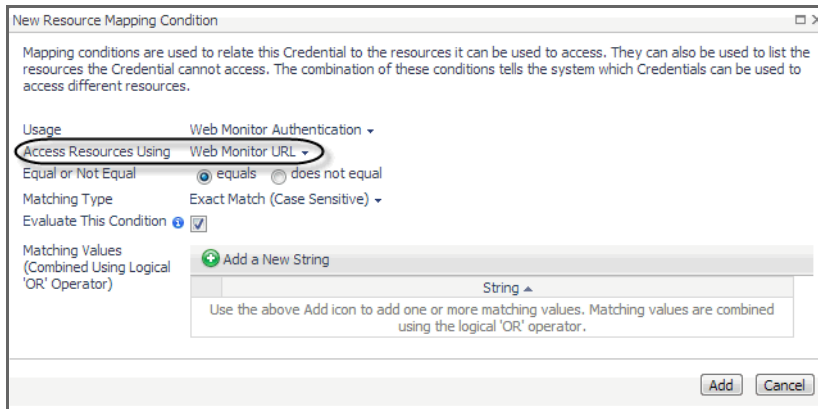 New Resource Mapping Condition
Mapping conditions are used to relate this Credential to the resources it can be used to access. They can also be used to list the
resources the Credential cannot access. The combination of these conditions tells the system which Credentials can be used to
access different resources.
Usage Web Monitor Authentication
Access Resources Using Web Monitor URL
Equal or Not Equal equals does not equal
Matching Type Exact Match (Case Sensitive)
Evaluate This Condition
Matching Values
(Combined Using Logical
'OR' Operator)
Add a New String
String
Use the above Add icon to add one or more matching values. Matching values are combined
using the logical 'OR' operator.
Add Cancel